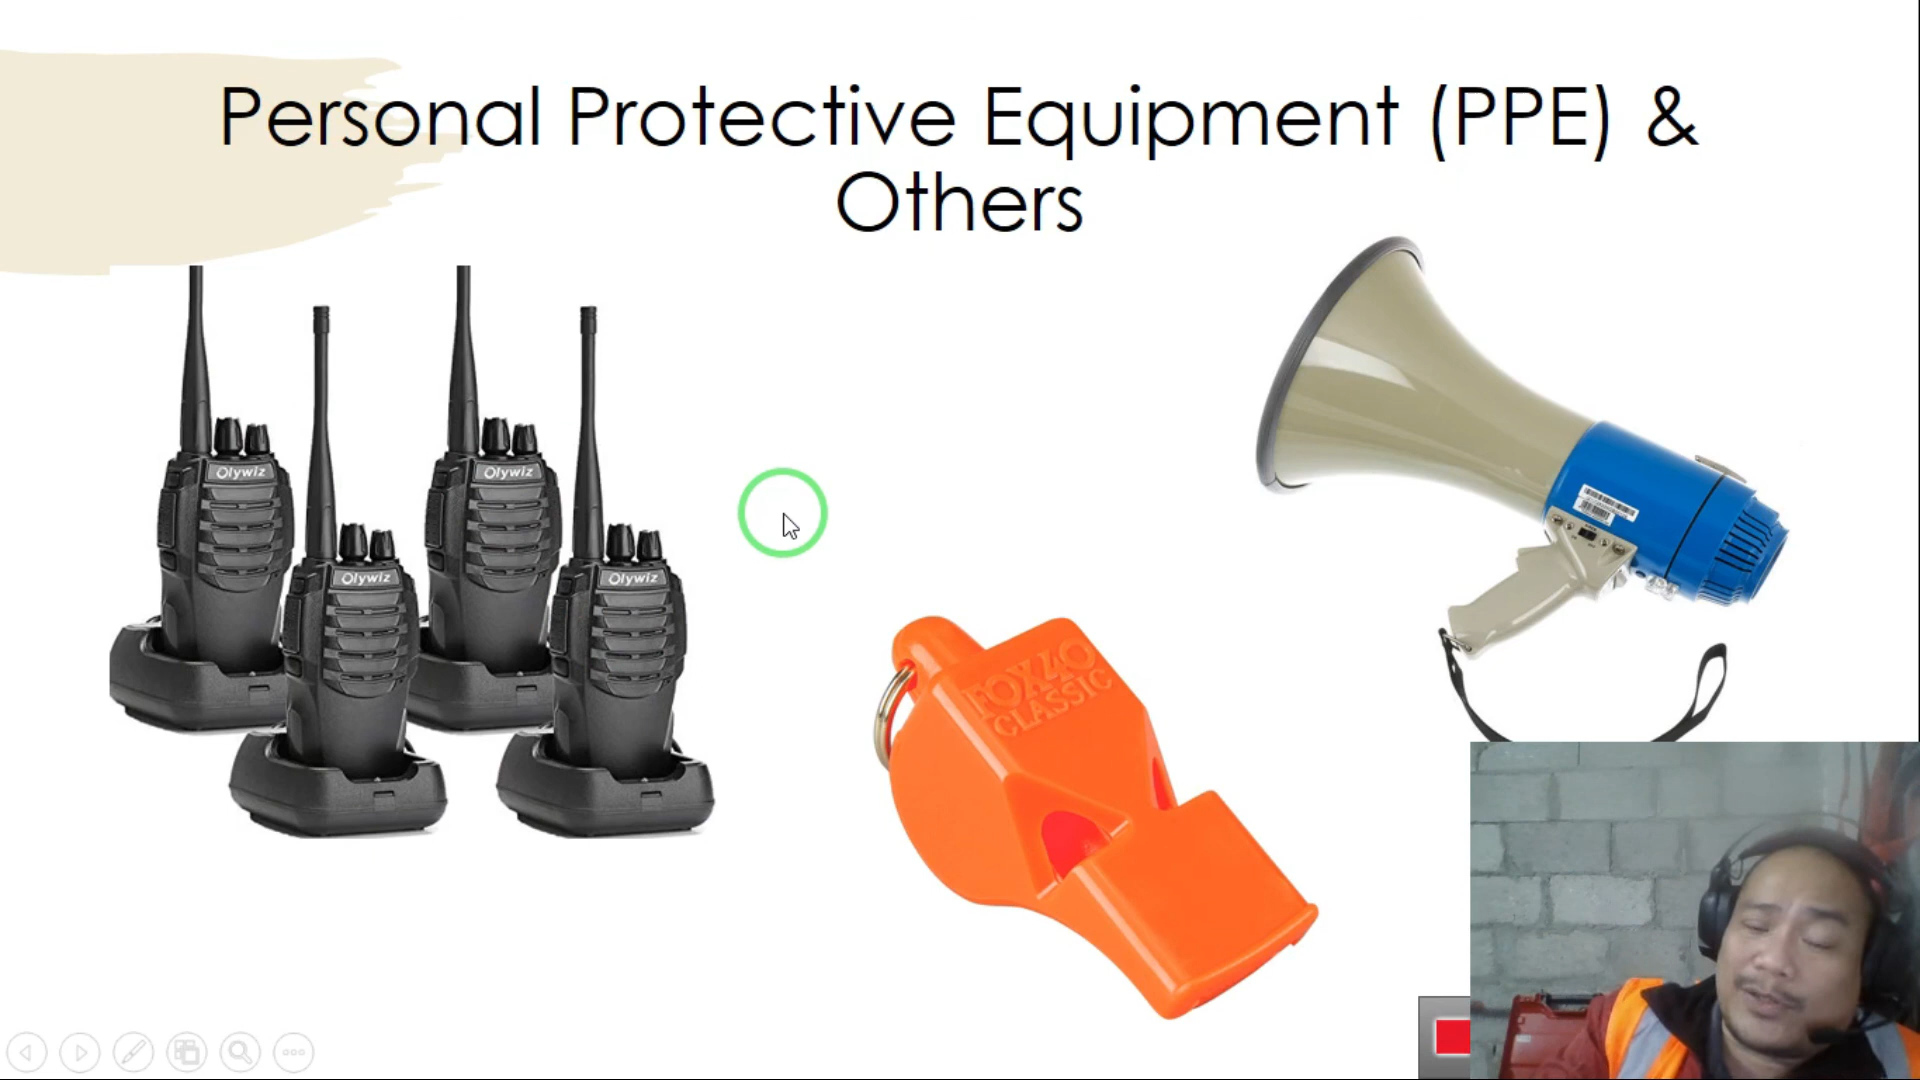 Personal Protective Equipment (PPE) &
Others
Olywiz
Olywiz
Olywiz
Olywiz
FOX40
CLASSIC